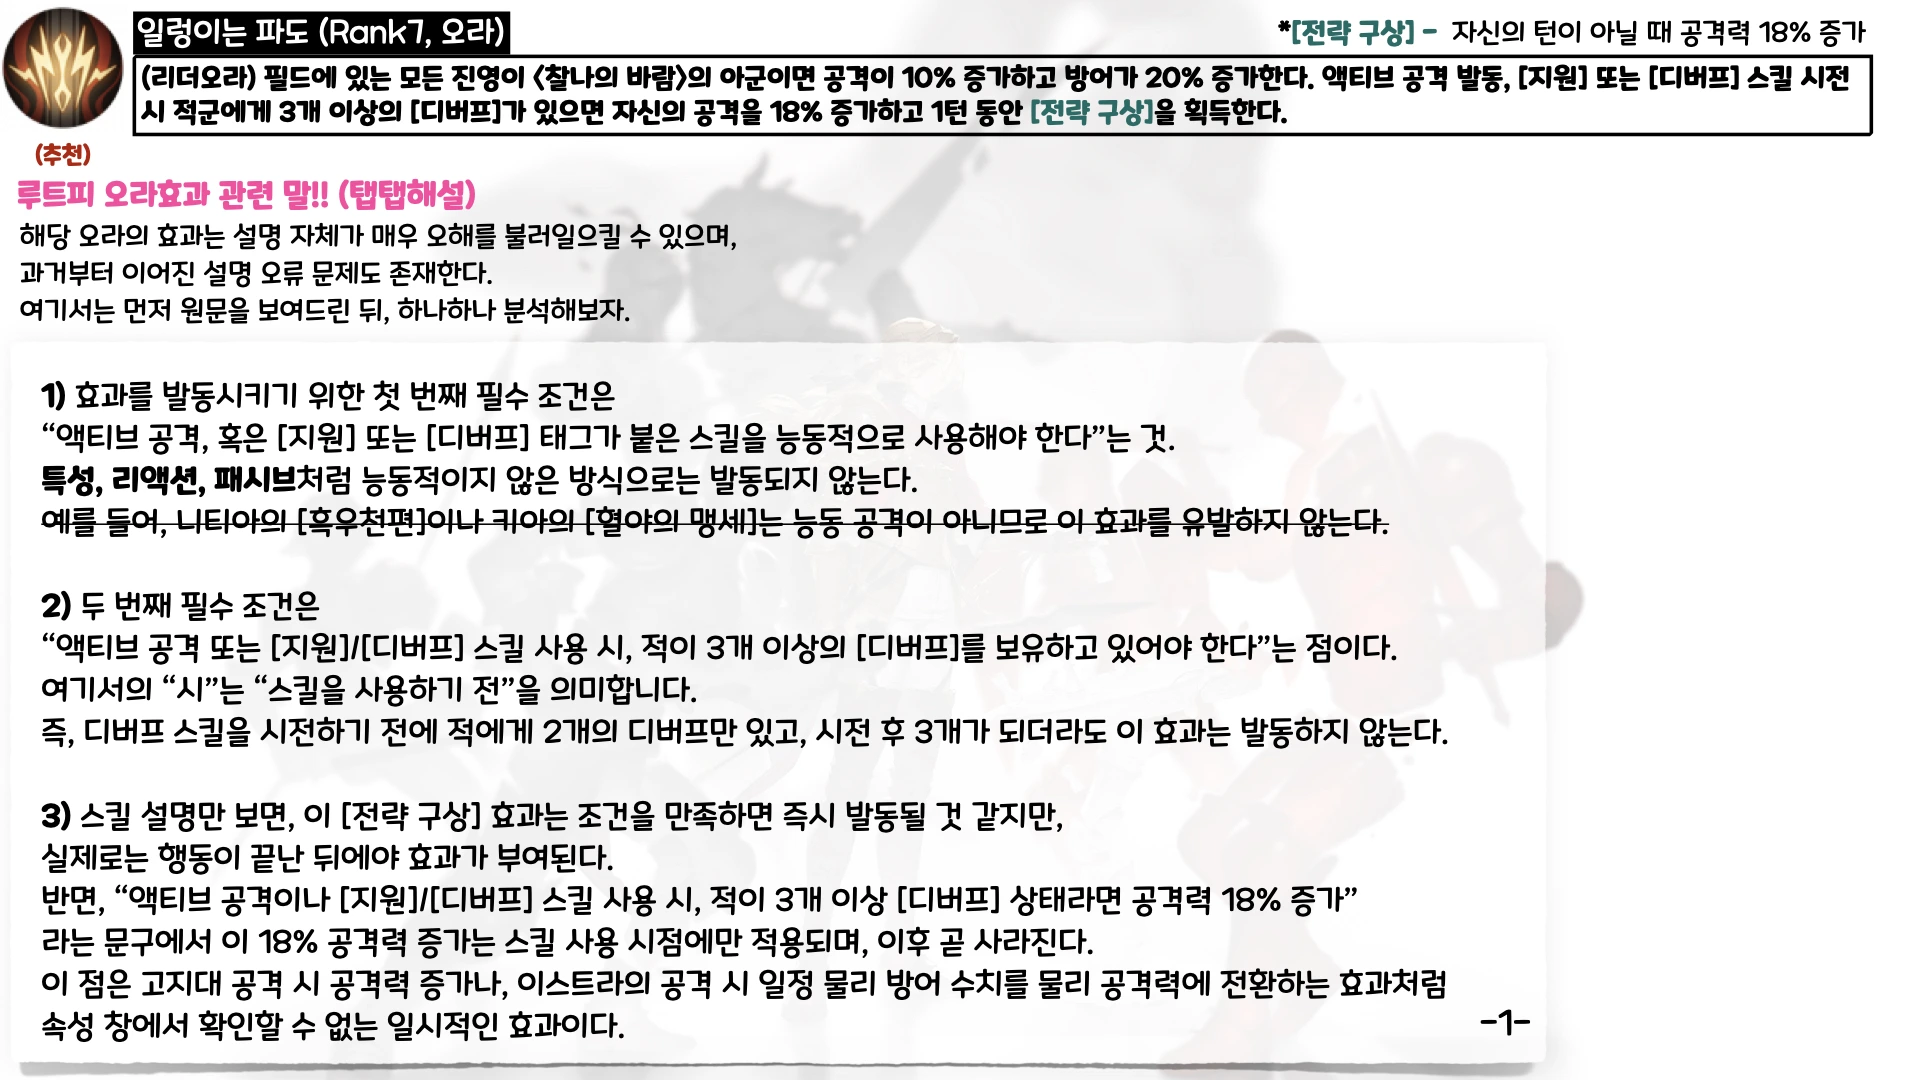 일렁이는 파도 (Rank7, 오라)
*[전략 구상] - 자신의 턴이 아닐 때 공격력 18% 증가
(리더오라) 필드에 있는 모든 진영이 <찰나의 바람>의 아군이면 공격이 10% 증가하고 방어가 20% 증가한다. 액티브 공격 발동, [지원] 또는 [디버프] 스킬 시전
시 적군에게 3개 이상의 [디버프]가 있으면 자신의 공격을 18% 증가하고 1턴 동안 [전략 구상]을 획득한다.
(추천)
루트피 오라효과 관련 말!! (탭탭해설)
해당 오라의 효과는 설명 자체가 매우 오해를 불러일으킬 수 있으며,
과거부터 이어진 설명 오류 문제도 존재한다.
여기서는 먼저 원문을 보여드린 뒤, 하나하나 분석해보자.
1) 효과를 발동시키기 위한 첫 번째 필수 조건은
“액티브 공격, 혹은 [지원] 또는 [디버프] 태그가 붙은 스킬을 능동적으로 사용해야 한다”는 것.
특성, 리액션, 패시브처럼 능동적이지 않은 방식으로는 발동되지 않는다.
예를 들어, 니티아의 [흑우천편]이나 키아의 [혈야의 맹세]는 능동 공격이 아니므로 이 효과를 유발하지 않는다.
2) 두 번째 필수 조건은
“액티브 공격 또는 [지원]/[디버프] 스킬 사용 시, 적이 3개 이상의 [디버프]를 보유하고 있어야 한다”는 점이다.
여기서의 “시”는 “스킬을 사용하기 전”을 의미합니다.
즉, 디버프 스킬을 시전하기 전에 적에게 2개의 디버프만 있고, 시전 후 3개가 되더라도 이 효과는 발동하지 않는다.
3) 스킬 설명만 보면, 이 [전략 구상] 효과는 조건을 만족하면 즉시 발동될 것 같지만,
실제로는 행동이 끝난 뒤에야 효과가 부여된다.
반면, “액티브 공격이나 [지원]/[디버프] 스킬 사용 시, 적이 3개 이상 [디버프] 상태라면 공격력 18% 증가”
라는 문구에서 이 18% 공격력 증가는 스킬 사용 시점에만 적용되며, 이후 곧 사라진다.
이 점은 고지대 공격 시 공격력 증가나, 이스트라의 공격 시 일정 물리 방어 수치를 물리 공격력에 전환하는 효과처럼
속성 창에서 확인할 수 없는 일시적인 효과이다.
-1-